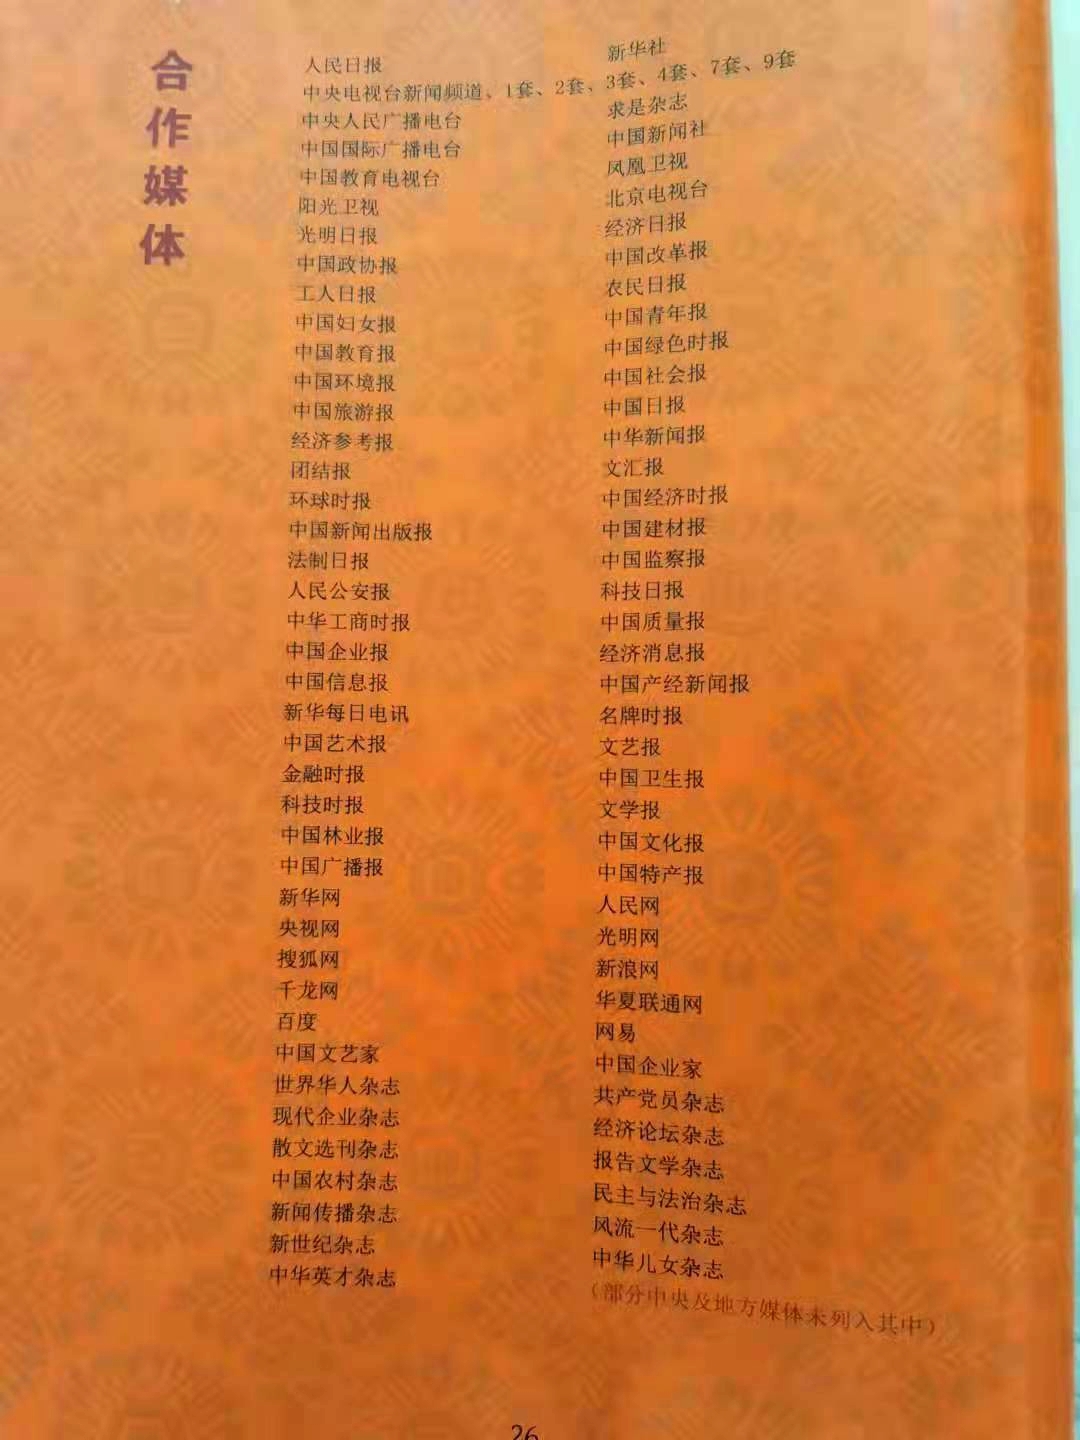 合作媒体
人民日报
中央电视台新闻频道、1套、2套、3套、4套、7套、9套
中央人民广播电台
中国国际广播电台
中国教育电视台
阳光卫视
光明日报
中国政协报
工人日报
中国妇女报
中国教育报
中国环境报
中国旅游报
经济参考报
团结报
环球时报
中国新闻出版报
法制日报
人民公安报
中华工商时报
中国企业报
中国信息报
新华每日电讯
中国艺术报
金融时报
科技时报
中国林业报
中国广播报
新华网
央视网
搜狐网
千龙网
百度
中国文艺家
世界华人杂志
现代企业杂志
散文选刊杂志
中国农村杂志
新闻传播杂志
新世纪杂志
中华英才杂志
新华社
求是杂志
中国新闻社
凤凰卫视
北京电视台
经济日报
中国改革报
农民日报
中国青年报
中国绿色时报
中国社会报
中国日报
中华新闻报
文汇报
中国经济时报
中国建材报
中国监察报
科技日报
中国质量报
经济消息报
中国产经新闻报
名牌时报
文艺报
中国卫生报
文学报
中国文化报
中国特产报
人民网
光明网
新浪网
华夏联通网
网易
中国企业家
共产党员杂志
经济论坛杂志
报告文学杂志
民主与法治杂志
风流一代杂志
中华儿女杂志
（部分中央及地方媒体未列入其中）
26